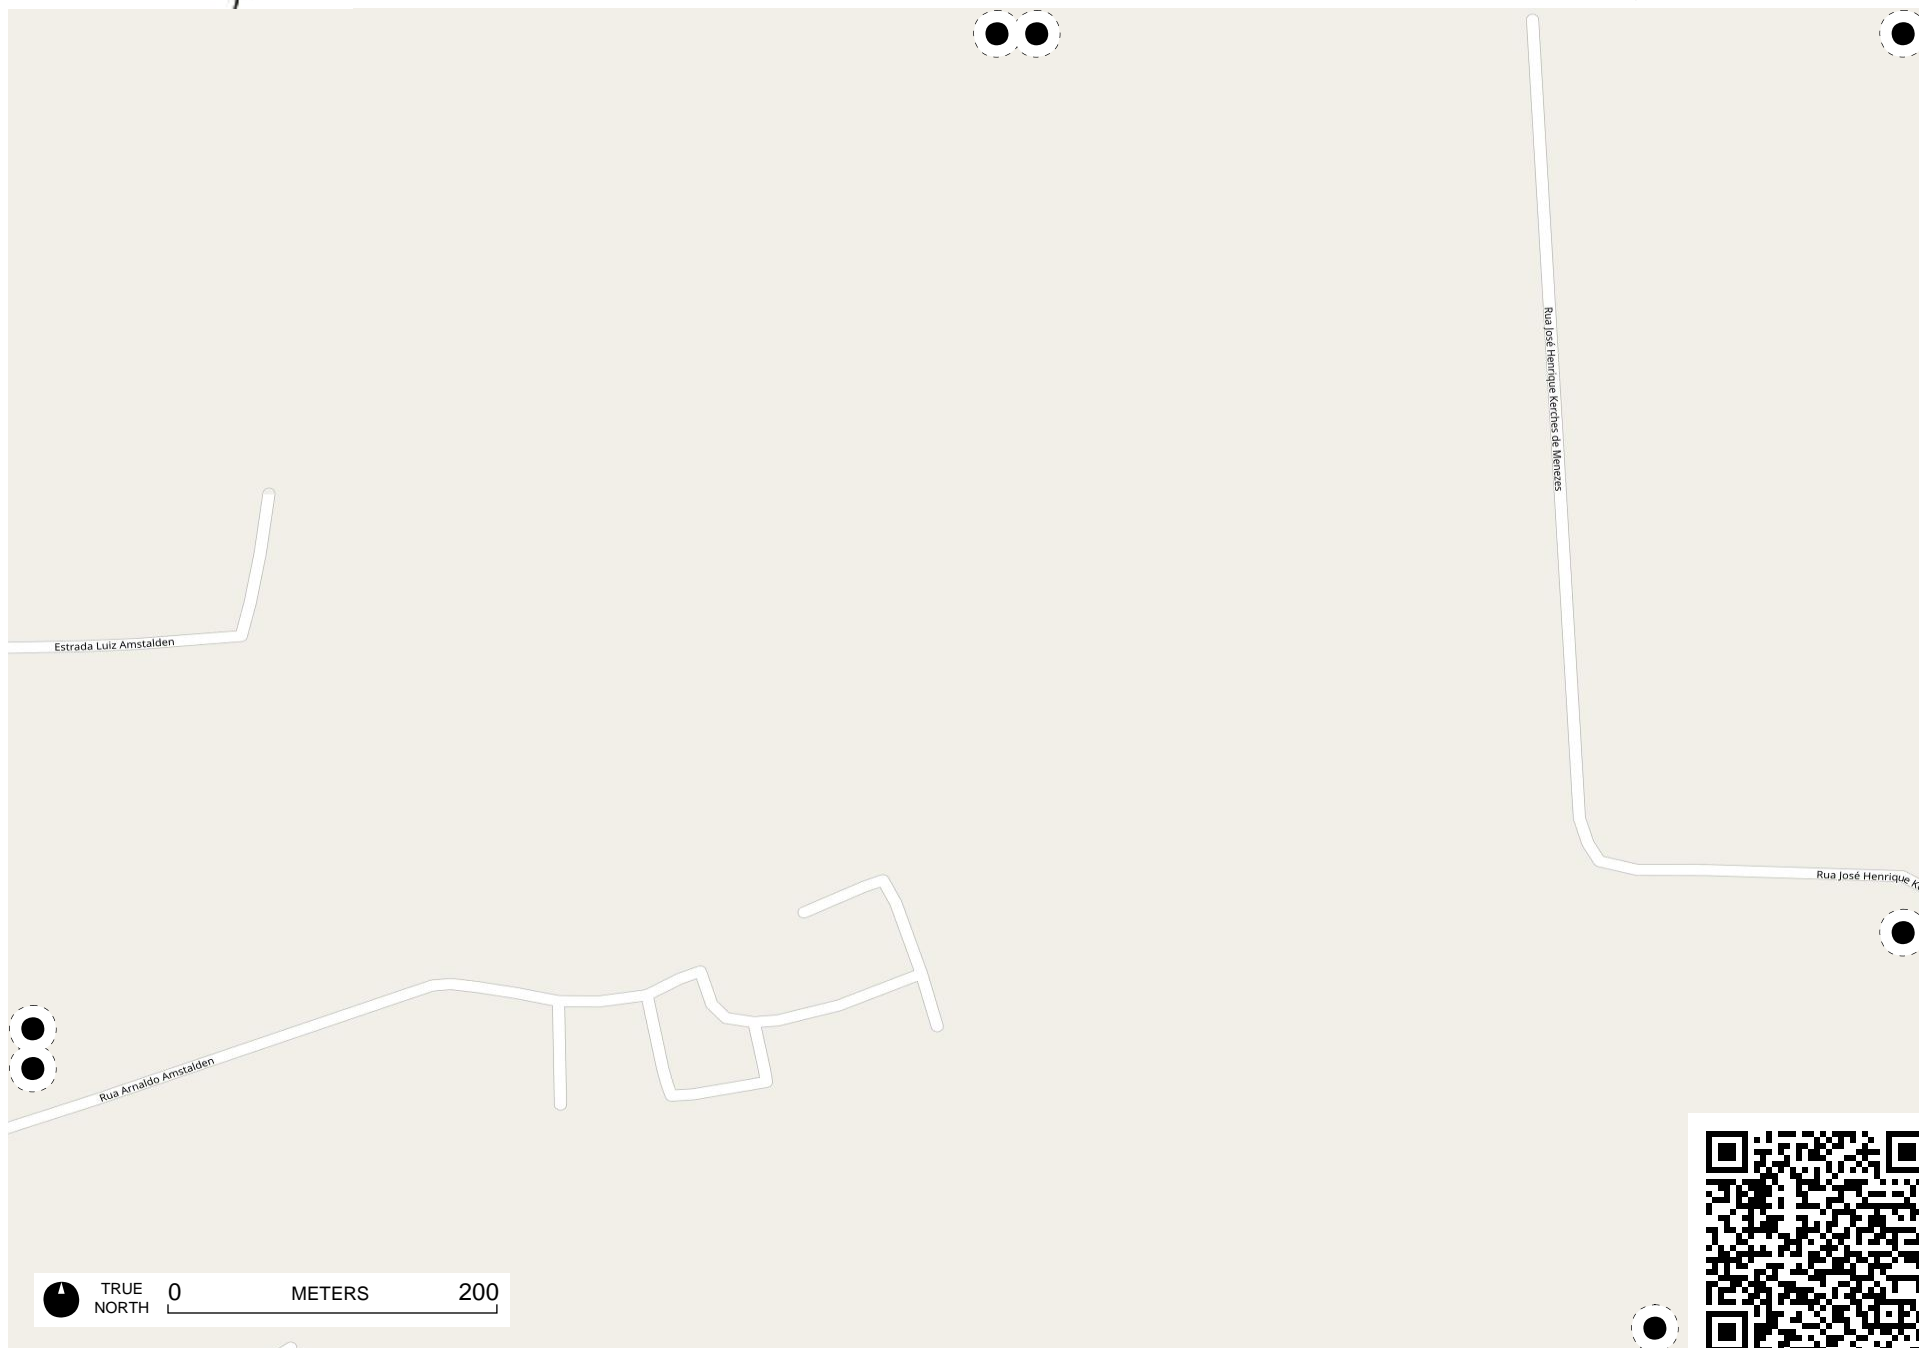 Rua José Henrique Kerches de Menezes
Estrada Luiz Amstalden
Rua José Henrique
Rua Arnaldo Amstalden
TRUE NORTH
0 METERS 200